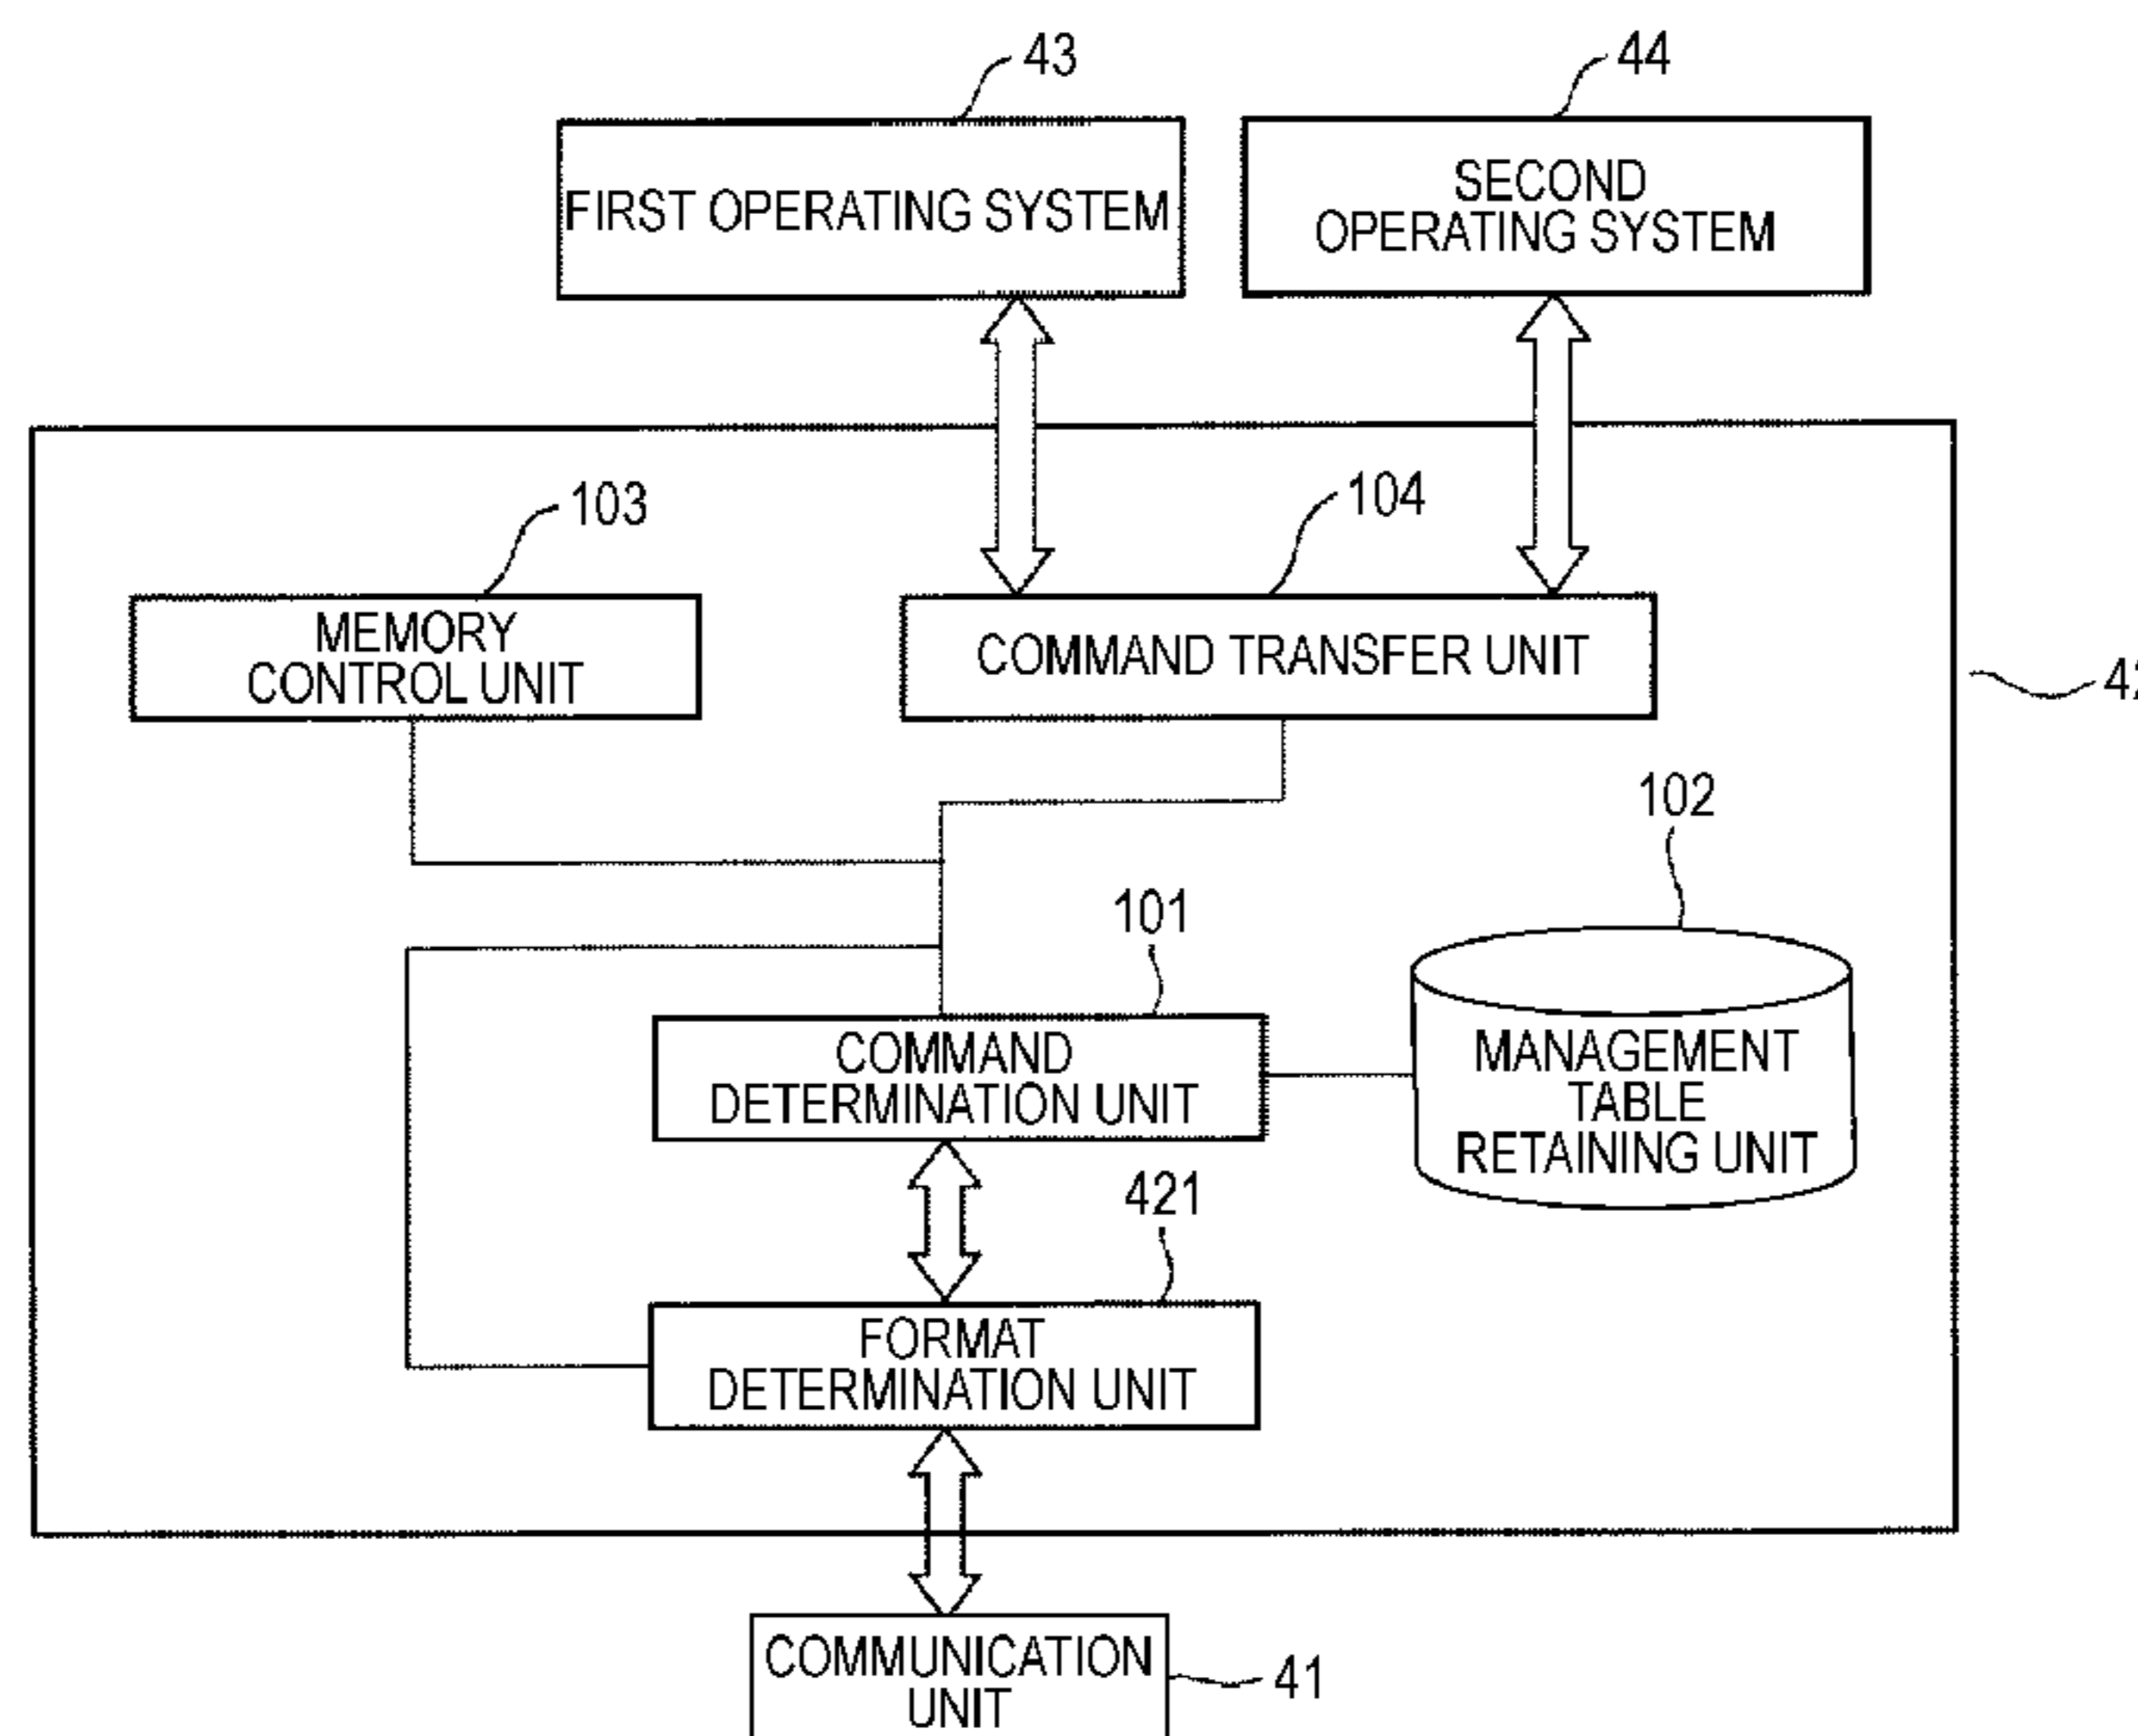 43
44
FIRST OPERATING SYSTEM
SECOND
OPERATING SYSTEM
103
104
MEMORY
CONTROL UNIT
COMMAND TRANSFER UNIT
102
101
COMMAND
DETERMINATION UNIT
MANAGEMENT
TABLE
RETAINING UNIT
421
FORMAT
DETERMINATION UNIT
COMMUNICATION
UNIT
41